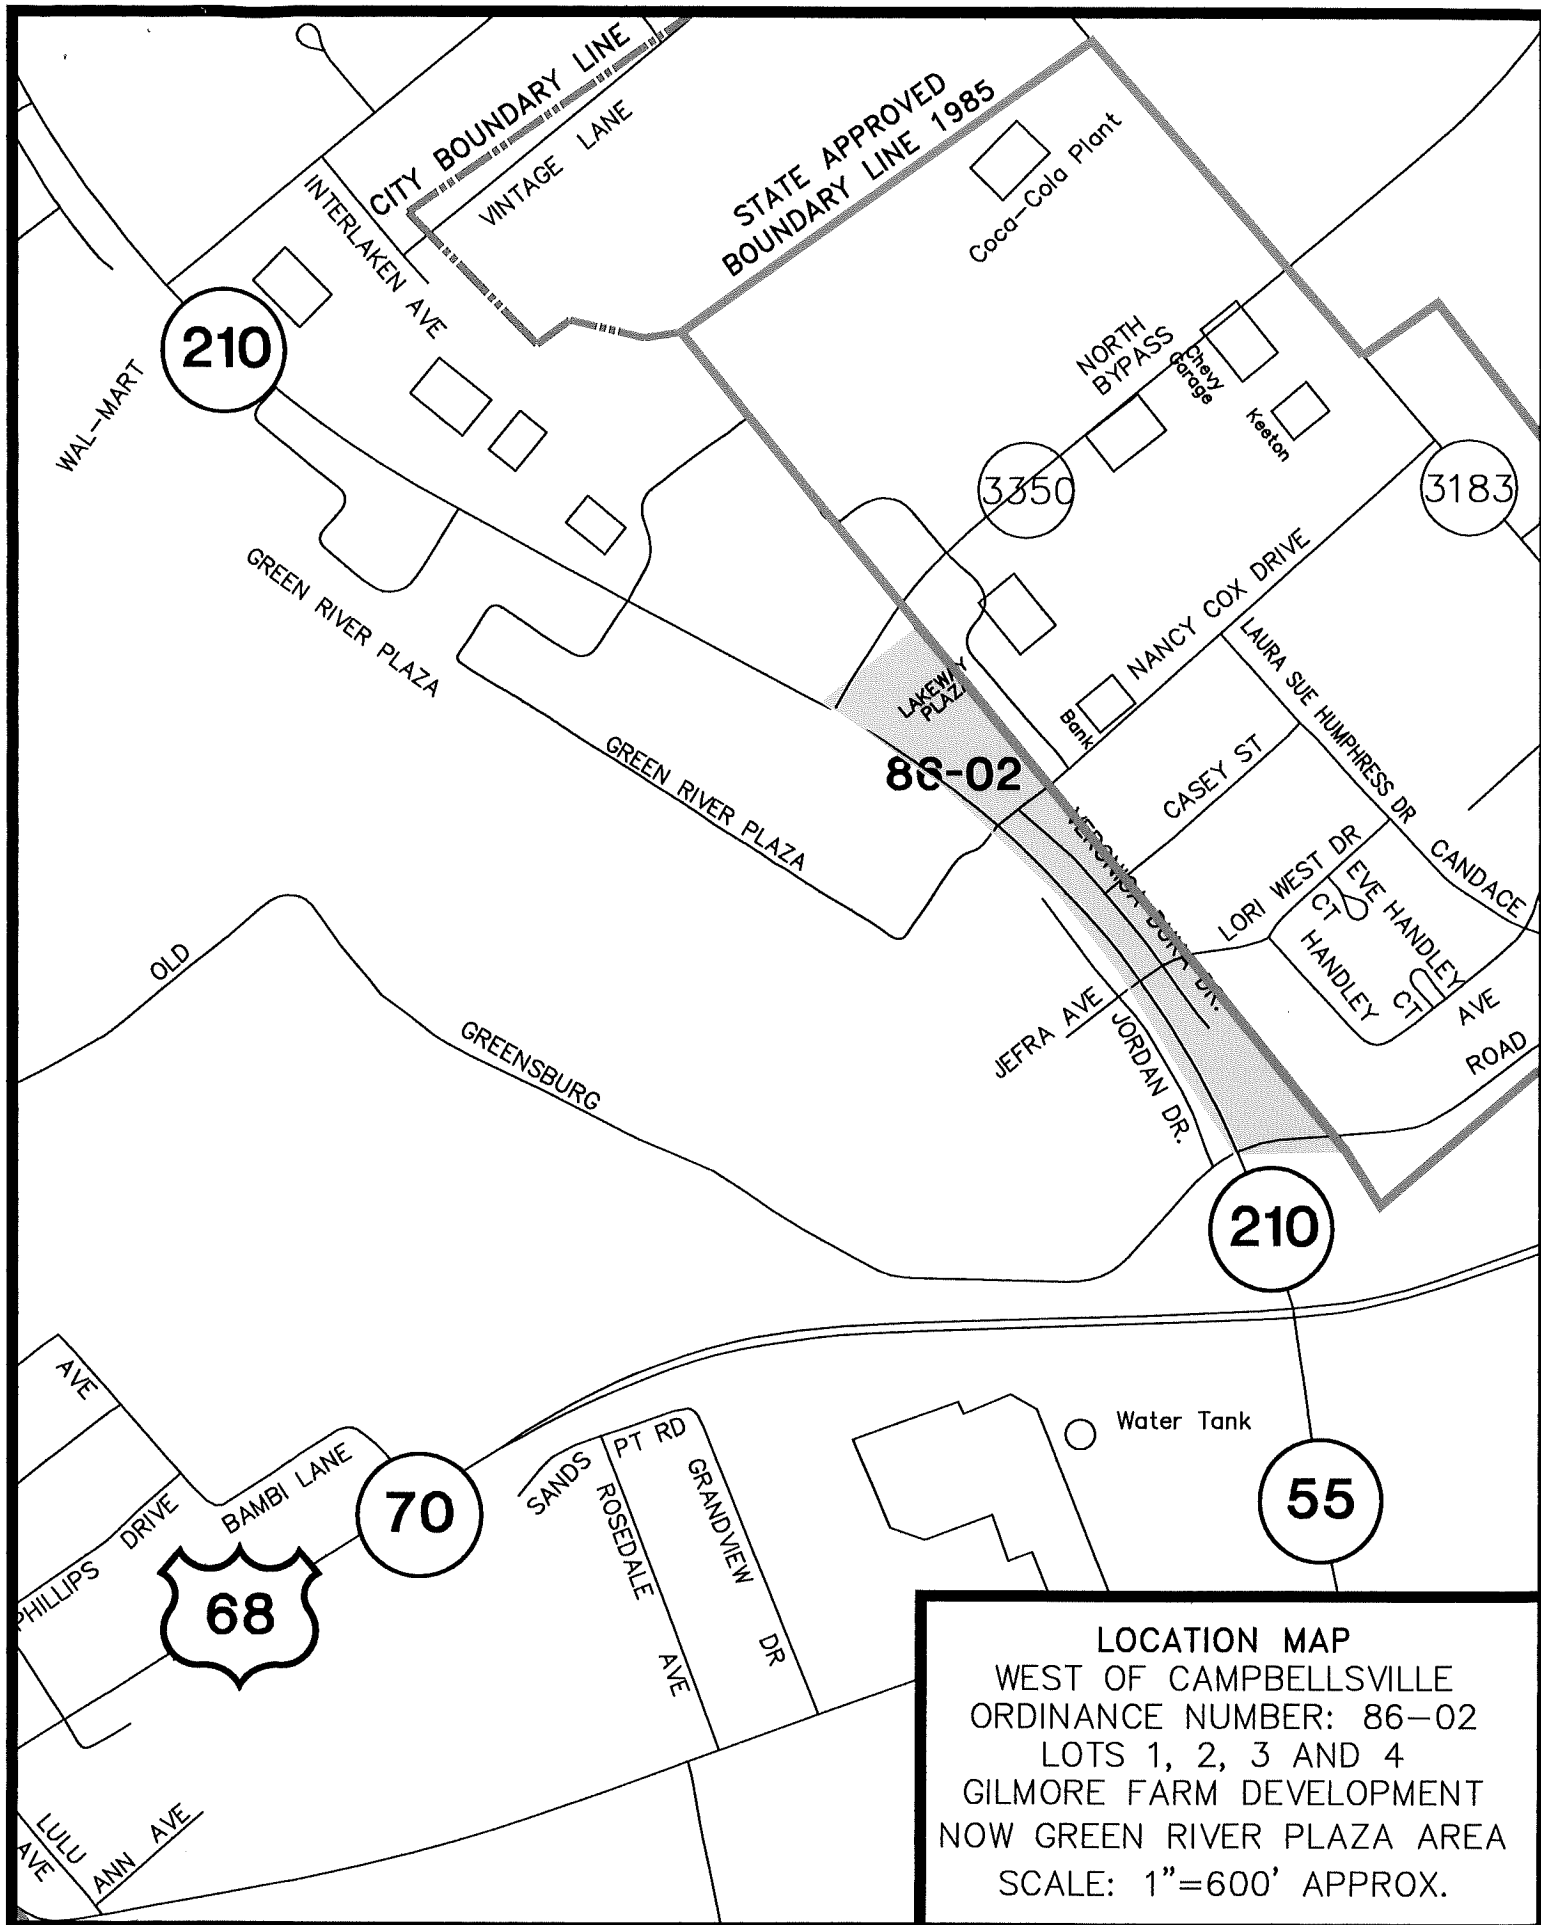 CITY BOUNDARY LINE
VINTAGE LANE
INTERLAKEN AVE
STATE APPROVED
BOUNDARY LINE 1985
Coca-Cola Plant
210
WAL-MART
NORTH
BYPASS
Chevy
Garage
Keeton
3350
3183
GREEN RIVER PLAZA
NANCY COX DRIVE
LAURA SUE HUMPHRESS DR
LAKEWAY
PLAZA
Bank
GREEN RIVER PLAZA
86-02
CASEY ST
VERONICA DONA DR.
LORI WEST DR
CANDACE
EVE HANDLEY
CT
HANDLEY
CT
AVE
ROAD
OLD
GREENSBURG
JEFRA AVE
JORDAN DR.
210
AVE
Water Tank
SANDS PT RD
BAMBI LANE
PHILLIPS DRIVE
70
ROSEDALE AVE
GRANDVIEW DR
55
68
LULU
AVE
ANN AVE
LOCATION MAP
WEST OF CAMPBELLSVILLE
ORDINANCE NUMBER: 86-02
LOTS 1, 2, 3 AND 4
GILMORE FARM DEVELOPMENT
NOW GREEN RIVER PLAZA AREA
SCALE: 1"=600' APPROX.